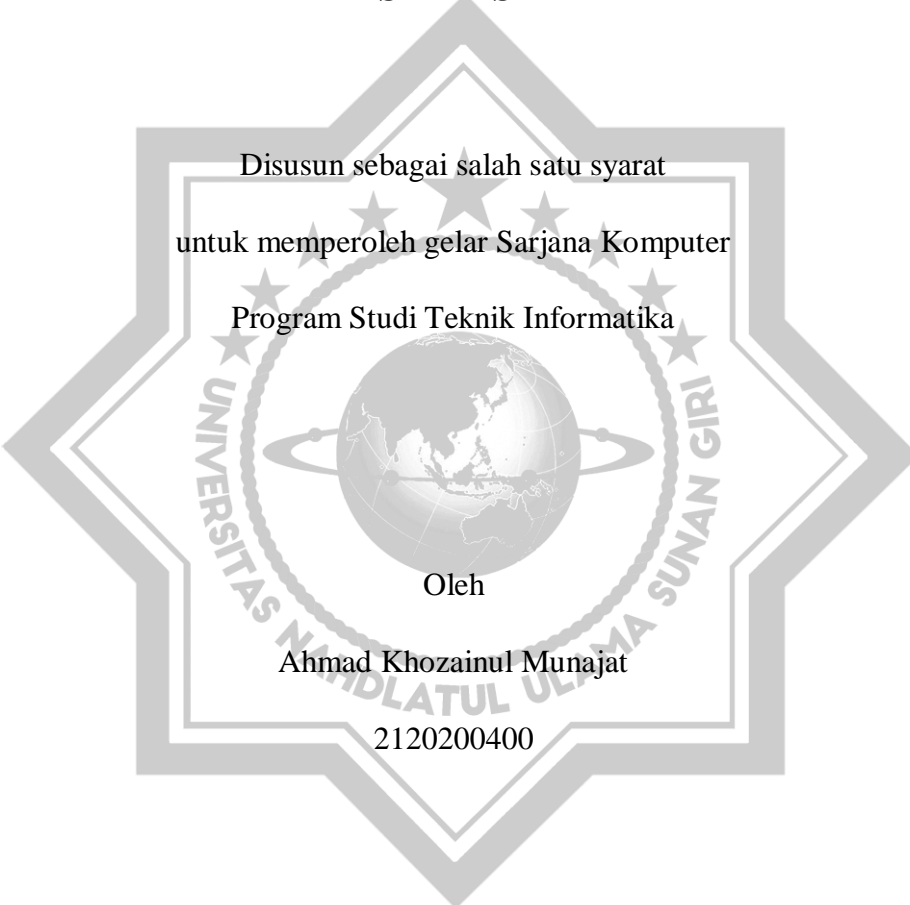 Disusun sebagai salah satu syarat
untuk memperoleh gelar Sarjana Komputer
Program Studi Teknik Informatika
UNIVERSITAS NAHDLATUL ULAMA SUNAN GIRI
Oleh
Ahmad Khozainul Munajat
2120200400